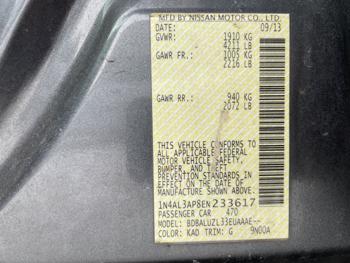 MFD BY NISSAN MOTOR CO., LTD.
DATE: 09/13
GVWR: 1910 KG
4211 LB
GAWR FR.: 1005 KG
2216 LB
GAWR RR.: 940 KG
2072 LB
THIS VEHICLE CONFORMS TO ALL
APPLICABLE FEDERAL
MOTOR VEHICLE SAFETY,
BUMPER, AND THEFT
PREVENTION STANDARDS
IN EFFECT ON THE DATE OF
MANUFACTURE SHOWN ABOVE.
1N4AL3AP8EN233617
PASSENGER CAR 470
MODEL: BDBALUZL33EUAAAE--
COLOR: KAD TRIM: G 9N00A